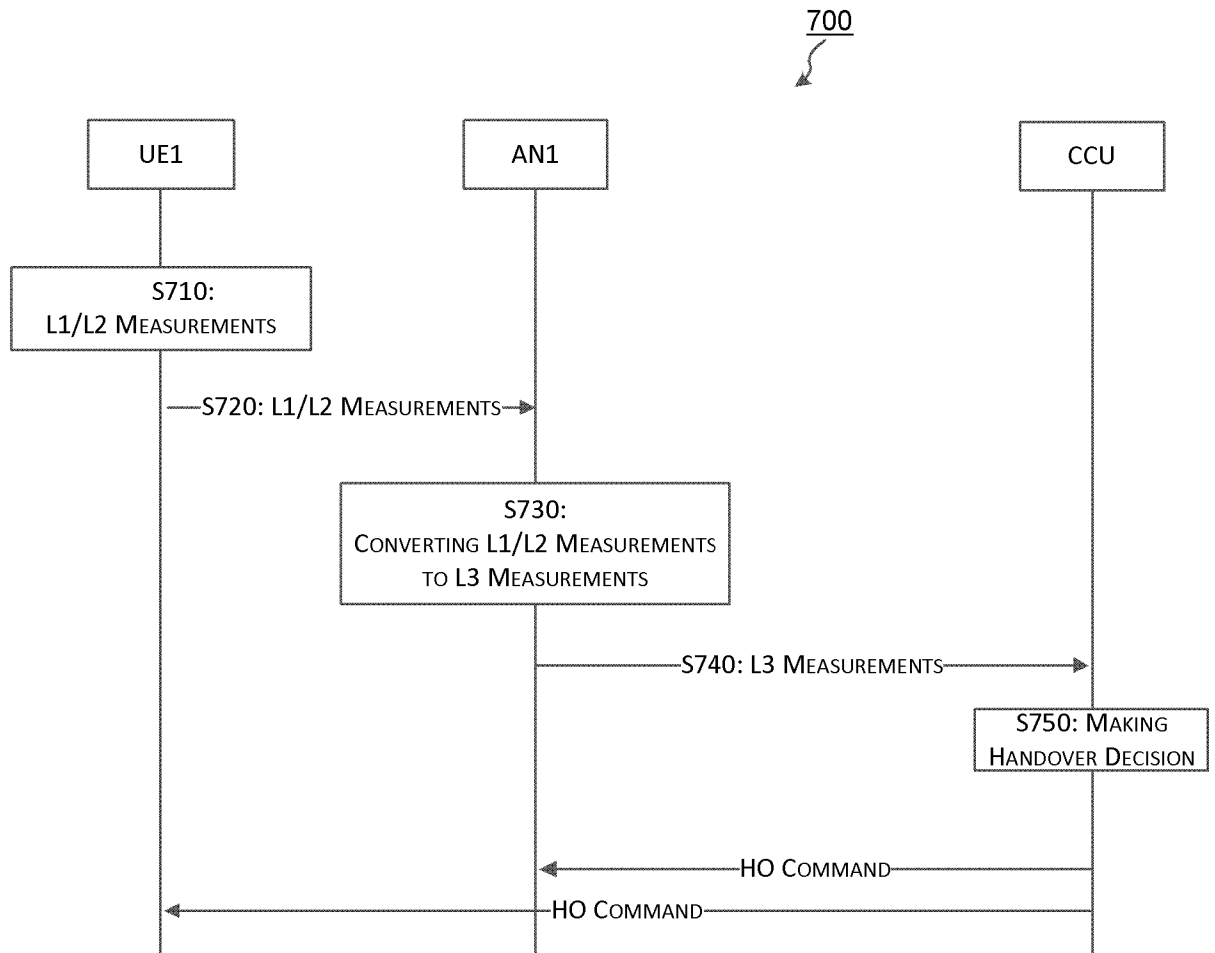 700
UE1
AN1
CCU
S710:
L1/L2 Measurements
S720: L1/L2 Measurements
S730:
Converting L1/L2 Measurements
to L3 Measurements
S740: L3 Measurements
S750: Making
Handover Decision
HO Command
HO Command